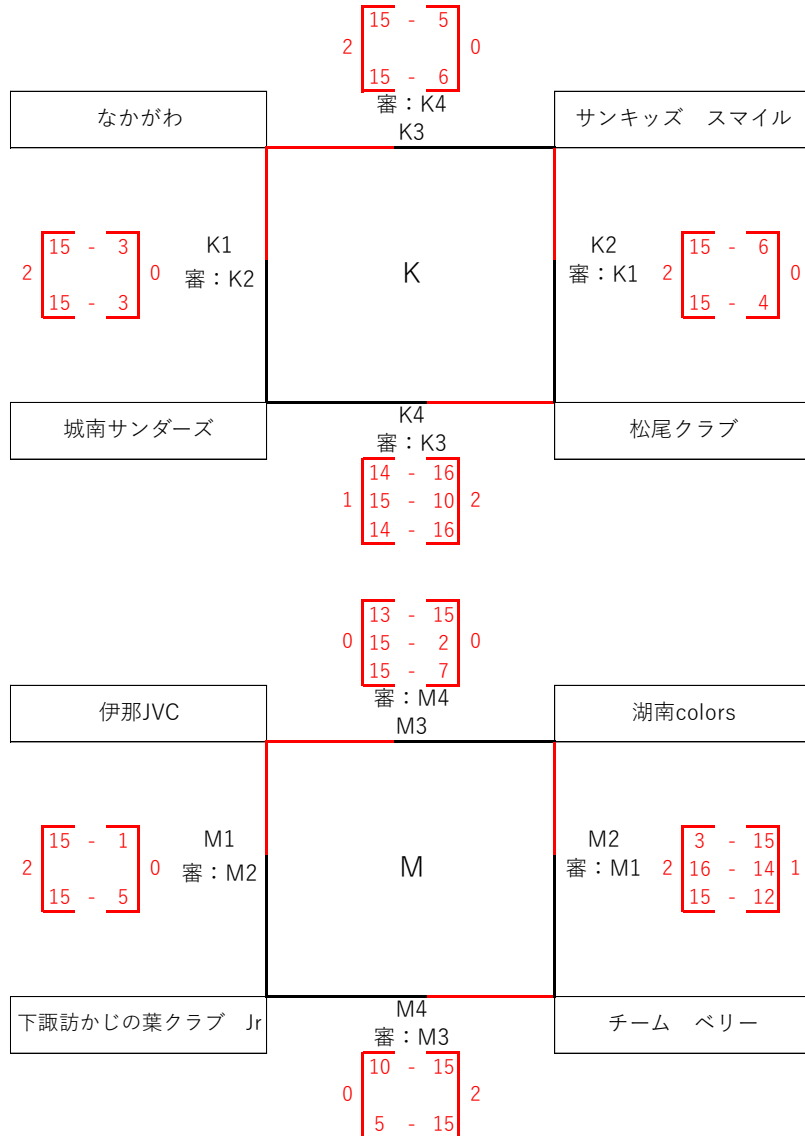 15 - 5
2 0
15 - 6
審：K4
なかがわ サンキッズ　スマイル
K3
15 - 3 K1 K2 15 - 6
2 0 審：K2 K 審：K1 2 0
15 - 3 15 - 4
城南サンダーズ K4 松尾クラブ
審：K3
14 - 16
1 15 - 10 2
14 - 16
13 - 15
0 15 - 2 0
15 - 7
審：M4
伊那JVC 湖南colors
M3
15 - 1 M1 M2 3 - 15
2 0 審：M2 M 審：M1 2 16 - 14 1
15 - 5 15 - 12
M4
下諏訪かじの葉クラブ　Jr チーム　ベリー
審：M3
10 - 15
0 2
5 - 15